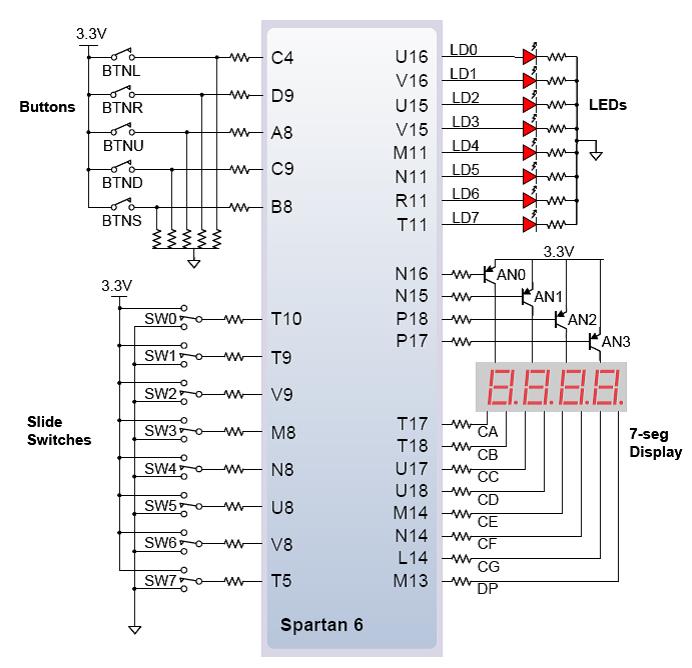 3.3V
BTNL
BTNR
BTNU
BTND
BTNS
Buttons
C4
D9
A8
C9
B8
U16
V16
U15
V15
M11
N11
R11
T11
LD0
LD1
LD2
LD3
LD4
LD5
LD6
LD7
LEDs
3.3V
SW0
SW1
SW2
SW3
SW4
SW5
SW6
SW7
Slide
Switches
T10
T9
V9
M8
N8
U8
V8
T5
N16
N15
P18
P17
3.3V
AN0
AN1
AN2
AN3
8.8.8.8.
7-seg
Display
T17
T18
U17
U18
M14
N14
L14
M13
CA
CB
CC
CD
CE
CF
CG
DP
Spartan 6